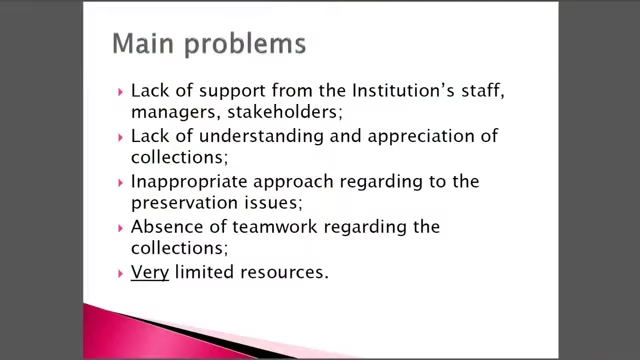 Main problems
Lack of support from the Institution's staff,
managers, stakeholders;
Lack of understanding and appreciation of
collections;
Inappropriate approach regarding to the
preservation issues;
Absence of teamwork regarding the
collections;
Very limited resources.